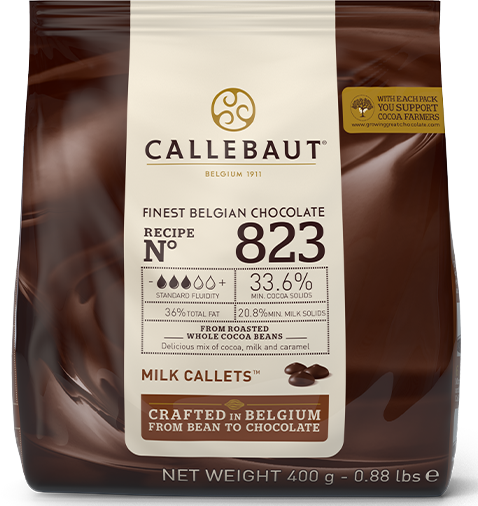 WITH EACH PACK
YOU SUPPORT
COCOA FARMERS
www.growinggreatchocolate.com
CALLEBAUT®
BELGIUM 1911
FINEST BELGIAN CHOCOLATE
RECIPE
Nº 823
- +
STANDARD FLUIDITY
33.6%
MIN. COCOA SOLIDS
36% TOTAL FAT
20.8% MIN. MILK SOLIDS
FROM ROASTED
WHOLE COCOA BEANS
Delicious mix of cocoa, milk and caramel
MILK CALLETS™
CRAFTED IN BELGIUM
FROM BEAN TO CHOCOLATE
NET WEIGHT 400 g - 0.88 lbs ℮